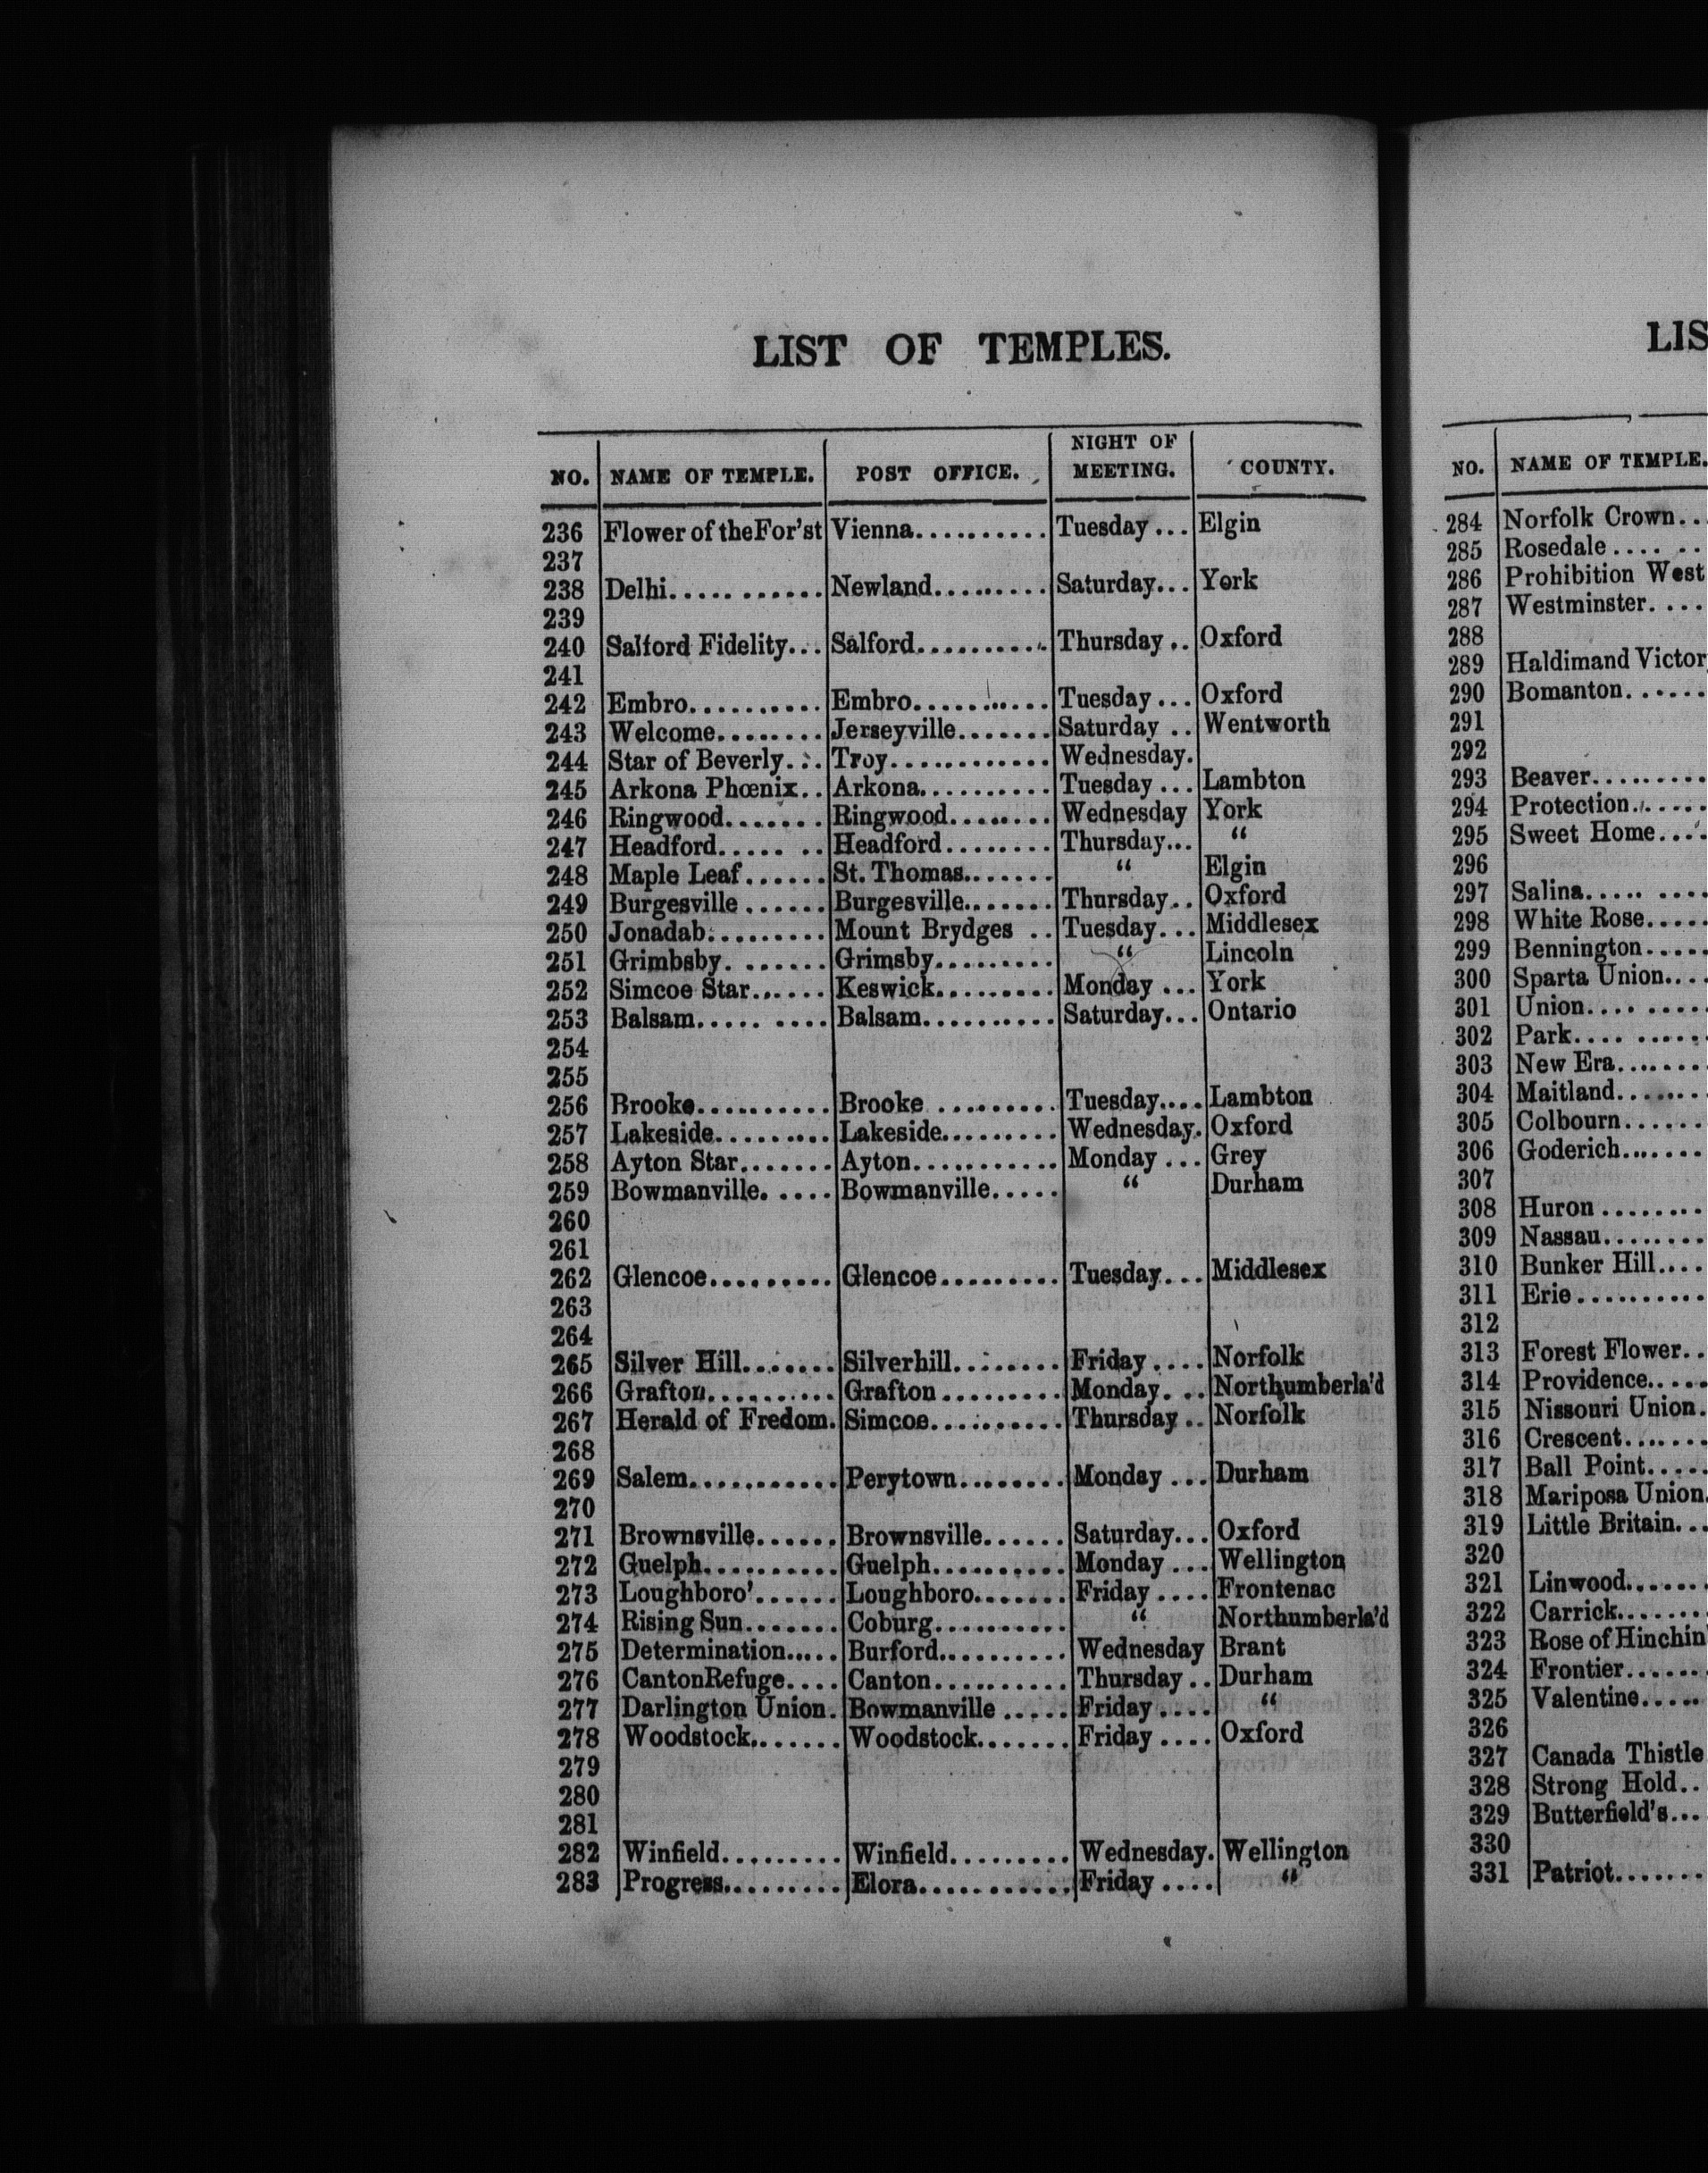 LIST OF TEMPLES.
NO. NAME OF TEMPLE. POST OFFICE. NIGHT OF MEETING. COUNTY.
236 Flower of theFor'st Vienna.......... Tuesday... Elgin
237
238 Delhi............ Newland......... Saturday... York
239
240 Salford Fidelity... Salford.......... Thursday.. Oxford
241
242 Embro.......... Embro.......... Tuesday... Oxford
243 Welcome........ Jerseyville....... Saturday .. Wentworth
244 Star of Beverly... Troy............ Wednesday.
245 Arkona Phœnix.. Arkona.......... Tuesday... Lambton
246 Ringwood....... Ringwood........ Wednesday York
247 Headford..... .. Headford........ Thursday... “
248 Maple Leaf...... St. Thomas....... “ Elgin
249 Burgesville ...... Burgesville....... Thursday.. Oxford
250 Jonadab......... Mount Brydges .. Tuesday... Middlesex
251 Grimbsby. ....... Grimsby......... “ Lincoln
252 Simcoe Star...... Keswick......... Monday ... York
253 Balsam..... .... Balsam.......... Saturday... Ontario
254
255
256 Brooke.......... Brooke ......... Tuesday.... Lambton
257 Lakeside......... Lakeside......... Wednesday. Oxford
258 Ayton Star....... Ayton........... Monday ... Grey
259 Bowmanville. .... Bowmanville..... “ Durham
260
261
262 Glencoe......... Glencoe......... Tuesday... Middlesex
263
264
265 Silver Hill....... Silverhill........ Friday .... Norfolk
266 Grafton.......... Grafton ......... Monday. .. Northumberla'd
267 Herald of Fredom. Simcoe.......... Thursday .. Norfolk
268
269 Salem........... Perytown........ Monday ... Durham
270
271 Brownsville...... Brownsville...... Saturday... Oxford
272 Guelph.......... Guelph.......... Monday ... Wellington
273 Loughboro'...... Loughboro....... Friday .... Frontenac
274 Rising Sun....... Coburg.......... “ Northumberla'd
275 Determination..... Burford.......... Wednesday Brant
276 CantonRefuge.... Canton.......... Thursday .. Durham
277 Darlington Union. Bowmanville ..... Friday .... “
278 Woodstock....... Woodstock....... Friday .... Oxford
279
280
281
282 Winfield......... Winfield......... Wednesday. Wellington
283 Progress......... Elora............ Friday .... “
LIS
NO. NAME OF TEMPLE.
284 Norfolk Crown..
285 Rosedale .... ..
286 Prohibition West
287 Westminster. ...
288
289 Haldimand Victor
290 Bomanton......
291
292
293 Beaver.........
294 Protection......
295 Sweet Home....
296
297 Salina..... ....
298 White Rose.....
299 Bennington.....
300 Sparta Union...
301 Union.... .....
302 Park.... ......
303 New Era.......
304 Maitland.......
305 Colbourn......
306 Goderich.......
307
308 Huron ........
309 Nassau........
310 Bunker Hill....
311 Erie...........
312
313 Forest Flower..
314 Providence.....
315 Nissouri Union.
316 Crescent.......
317 Ball Point.....
318 Mariposa Union.
319 Little Britain...
320
321 Linwood.......
322 Carrick........
323 Rose of Hinchin
324 Frontier.......
325 Valentine.....
326
327 Canada Thistle
328 Strong Hold..
329 Butterfield's...
330
331 Patriot.......